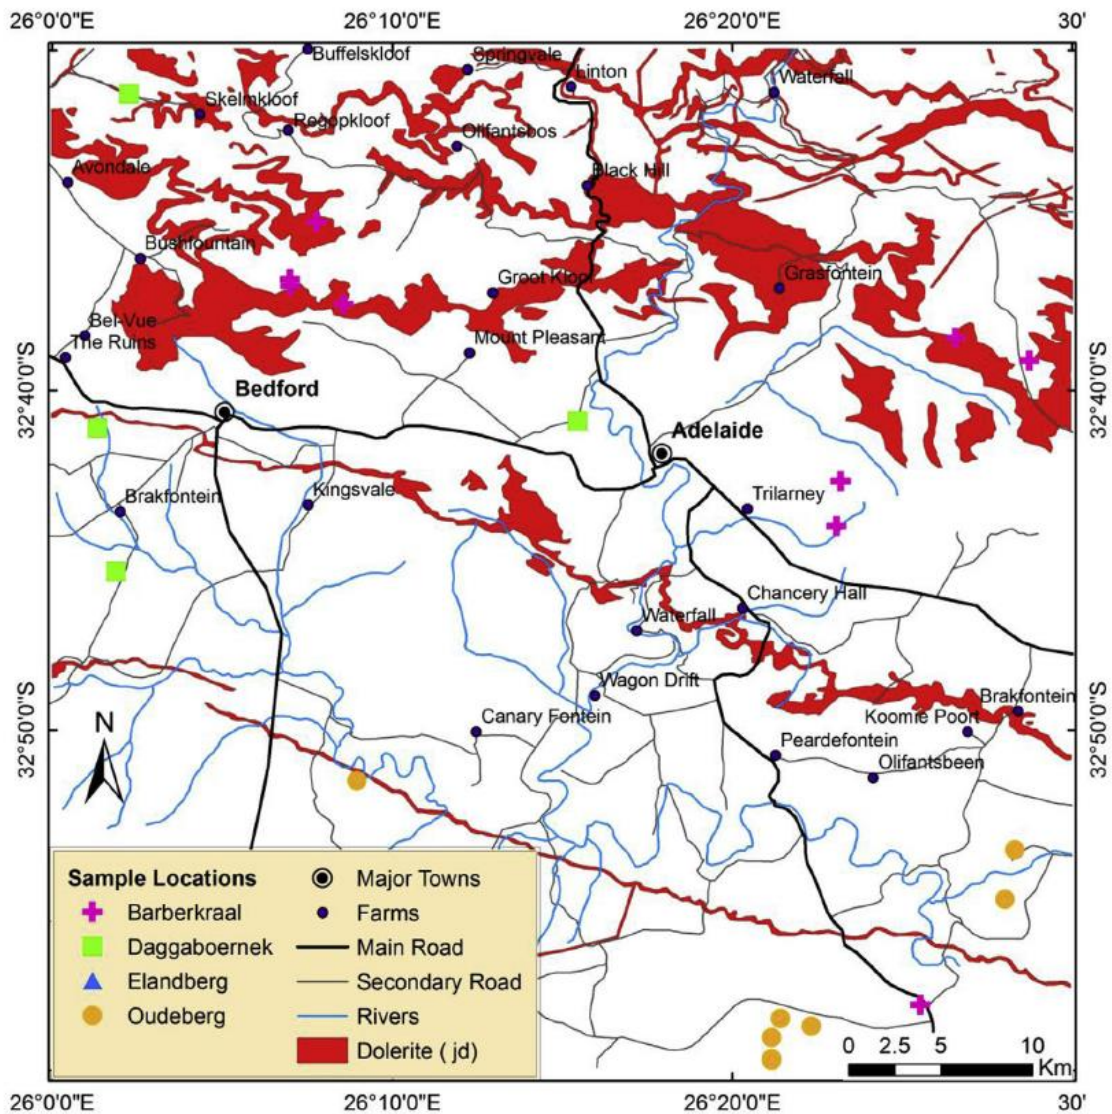 26°0'0"E
26°10'0"E
26°20'0"E
30'
Buffelskloof
Springvale
Linton
Waterfall
Skelmkloof
Regopkloof
Olifantsbos
Avondale
Black Hill
Bushfountain
Groot Kloof
Grasfontein
Bel-Vue
The Ruins
Mount Pleasant
32°40'0"S
32°40'0"S
Bedford
Adelaide
Brakfontein
Kingsvale
Trilarney
Chancery Hall
Waterfall
Wagon Drift
Brakfontein
Canary Fontein
Koomie Poort
32°50'0"S
32°50'0"S
N
Peardefontein
Olifantsbeen
Sample Locations
Barberkraal
Daggaboernek
Elandberg
Oudeberg
Major Towns
Farms
Main Road
Secondary Road
Rivers
Dolerite ( jd)
0 2.5 5 10
Km
26°0'0"E
26°10'0"E
26°20'0"E
30'